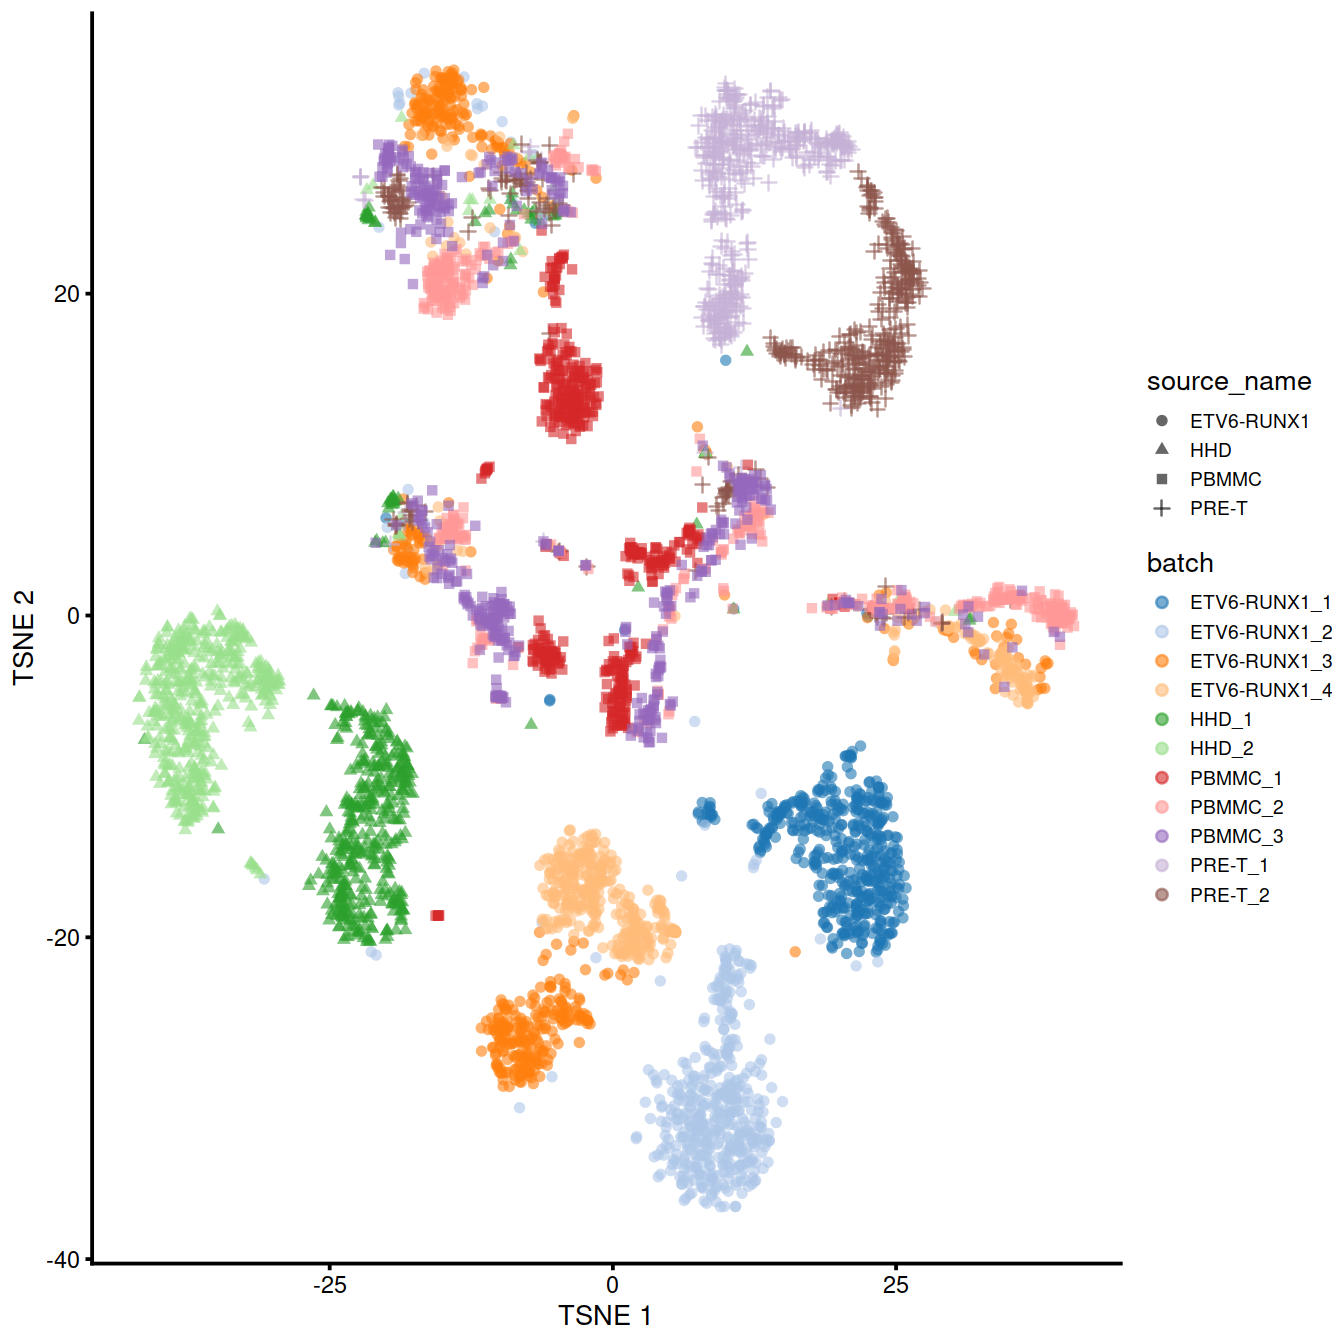 source_name
ETV6-RUNX1
HHD
PBMMC
PRE-T
batch
ETV6-RUNX1_1
ETV6-RUNX1_2
ETV6-RUNX1_3
ETV6-RUNX1_4
HHD_1
HHD_2
PBMMC_1
PBMMC_2
PBMMC_3
PRE-T_1
PRE-T_2
TSNE 2
20
0
-20
-40
-25
0
25
TSNE 1